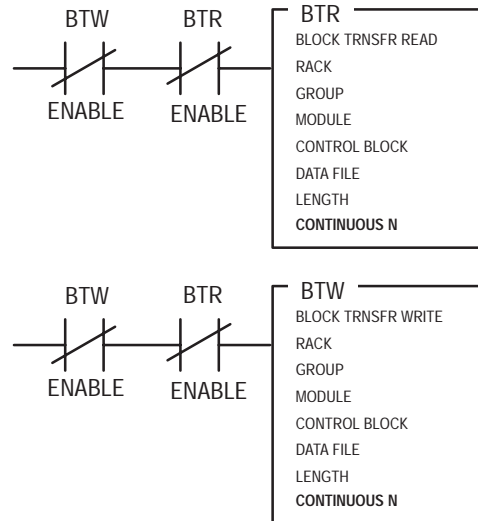 BTW BTR BTR
BLOCK TRNSFR READ
RACK
GROUP
MODULE
CONTROL BLOCK
DATA FILE
LENGTH
CONTINUOUS N
ENABLE ENABLE
BTW BTR BTW
BLOCK TRNSFR WRITE
RACK
GROUP
MODULE
CONTROL BLOCK
DATA FILE
LENGTH
CONTINUOUS N
ENABLE ENABLE